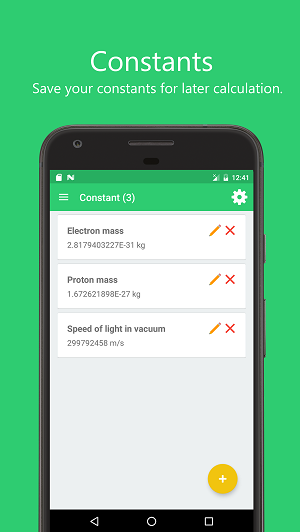 Constants
Save your constants for later calculation.
12:41
Constant (3)
Electron mass
2.8179403227E-31 kg
Proton mass
1.672621898E-27 kg
Speed of light in vacuum
299792458 m/s
+